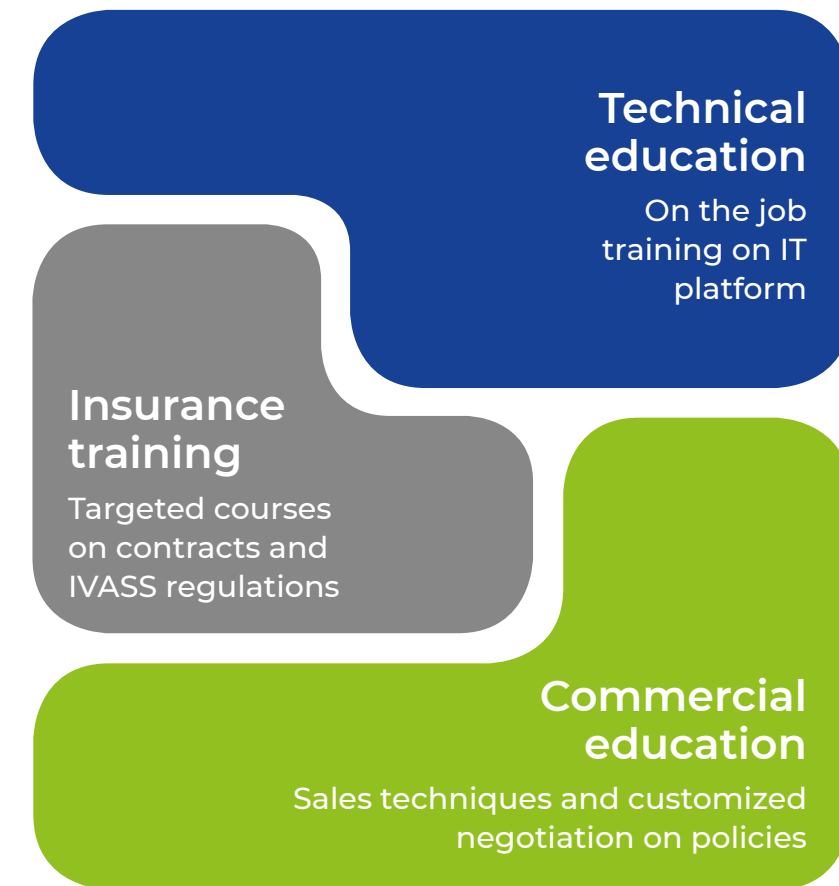 Technical
education
On the job
training on IT
platform
Insurance
training
Targeted courses
on contracts and
IVASS regulations
Commercial
education
Sales techniques and customized
negotiation on policies